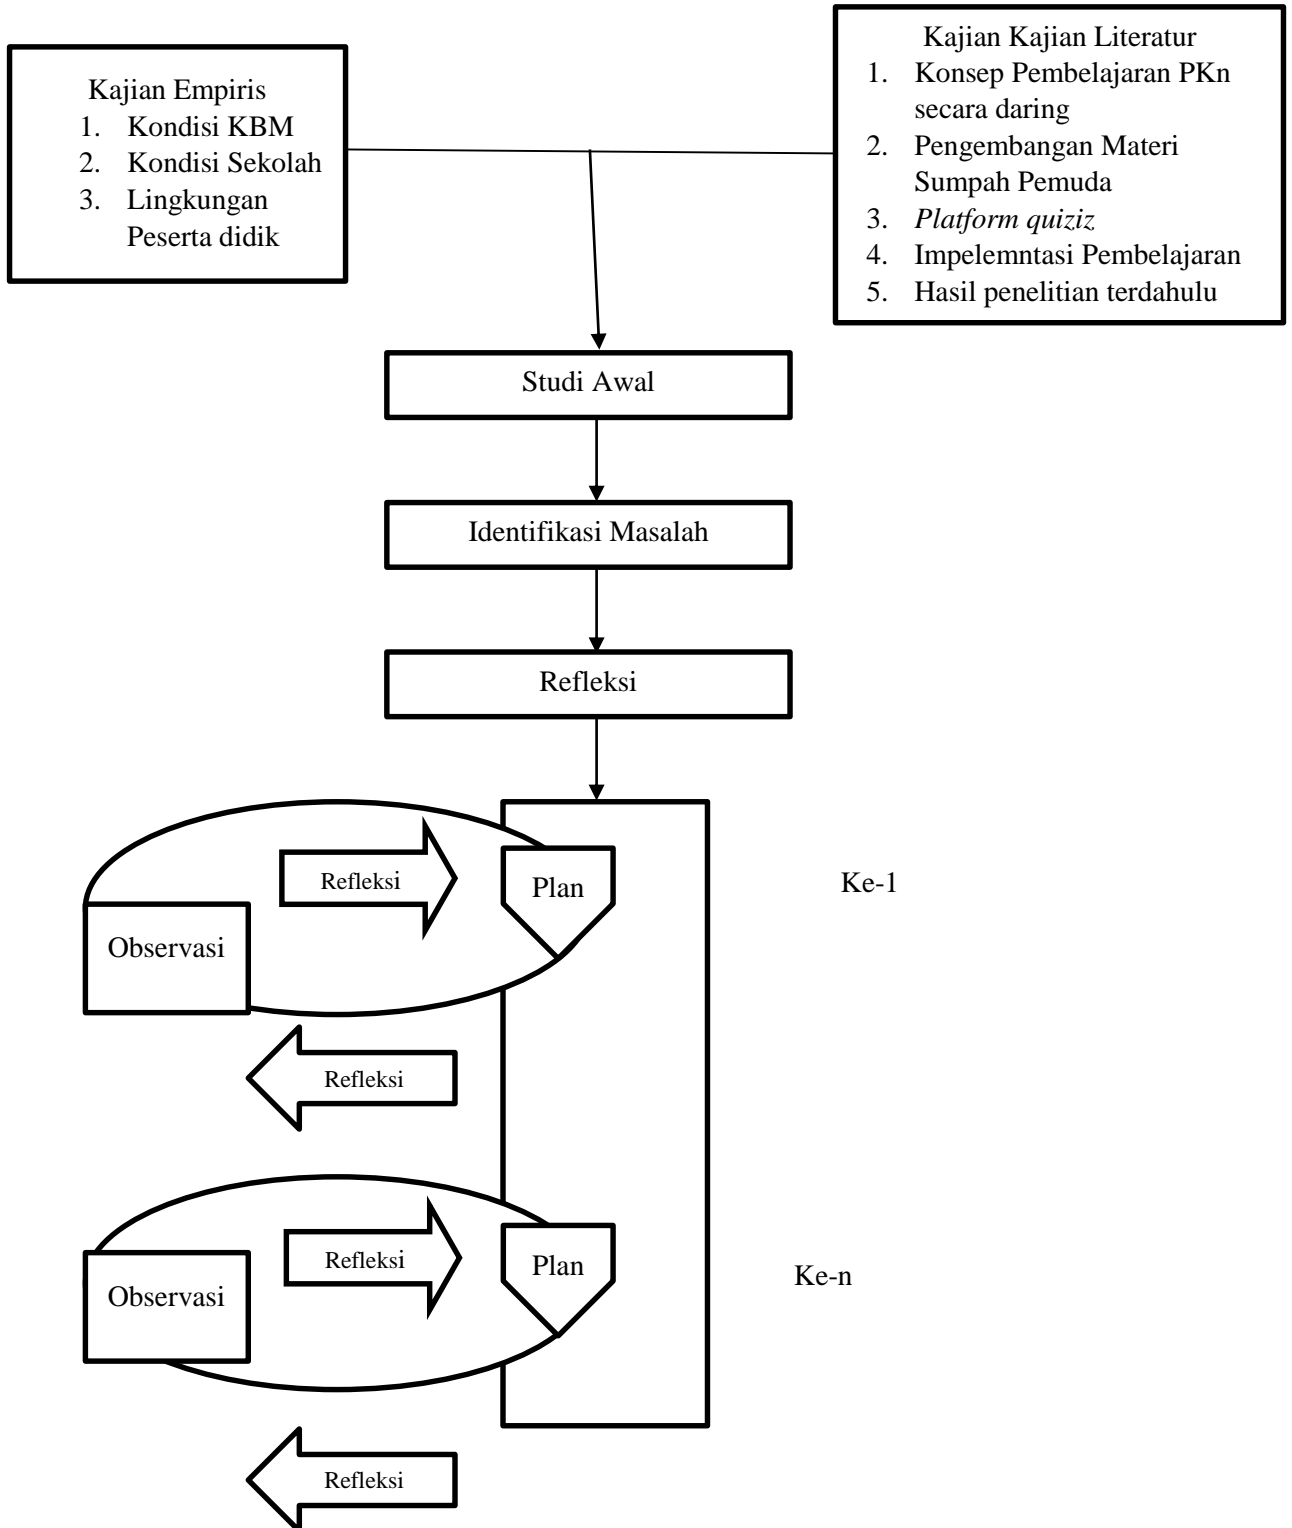 Kajian Empiris
1. Kondisi KBM
2. Kondisi Sekolah
3. Lingkungan
Peserta didik
Kajian Kajian Literatur
1. Konsep Pembelajaran PKn
secara daring
2. Pengembangan Materi
Sumpah Pemuda
3. Platform quiziz
4. Impelemntasi Pembelajaran
5. Hasil penelitian terdahulu
Studi Awal
Identifikasi Masalah
Refleksi
Refleksi
Plan
Ke-1
Observasi
Refleksi
Refleksi
Plan
Ke-n
Observasi
Refleksi